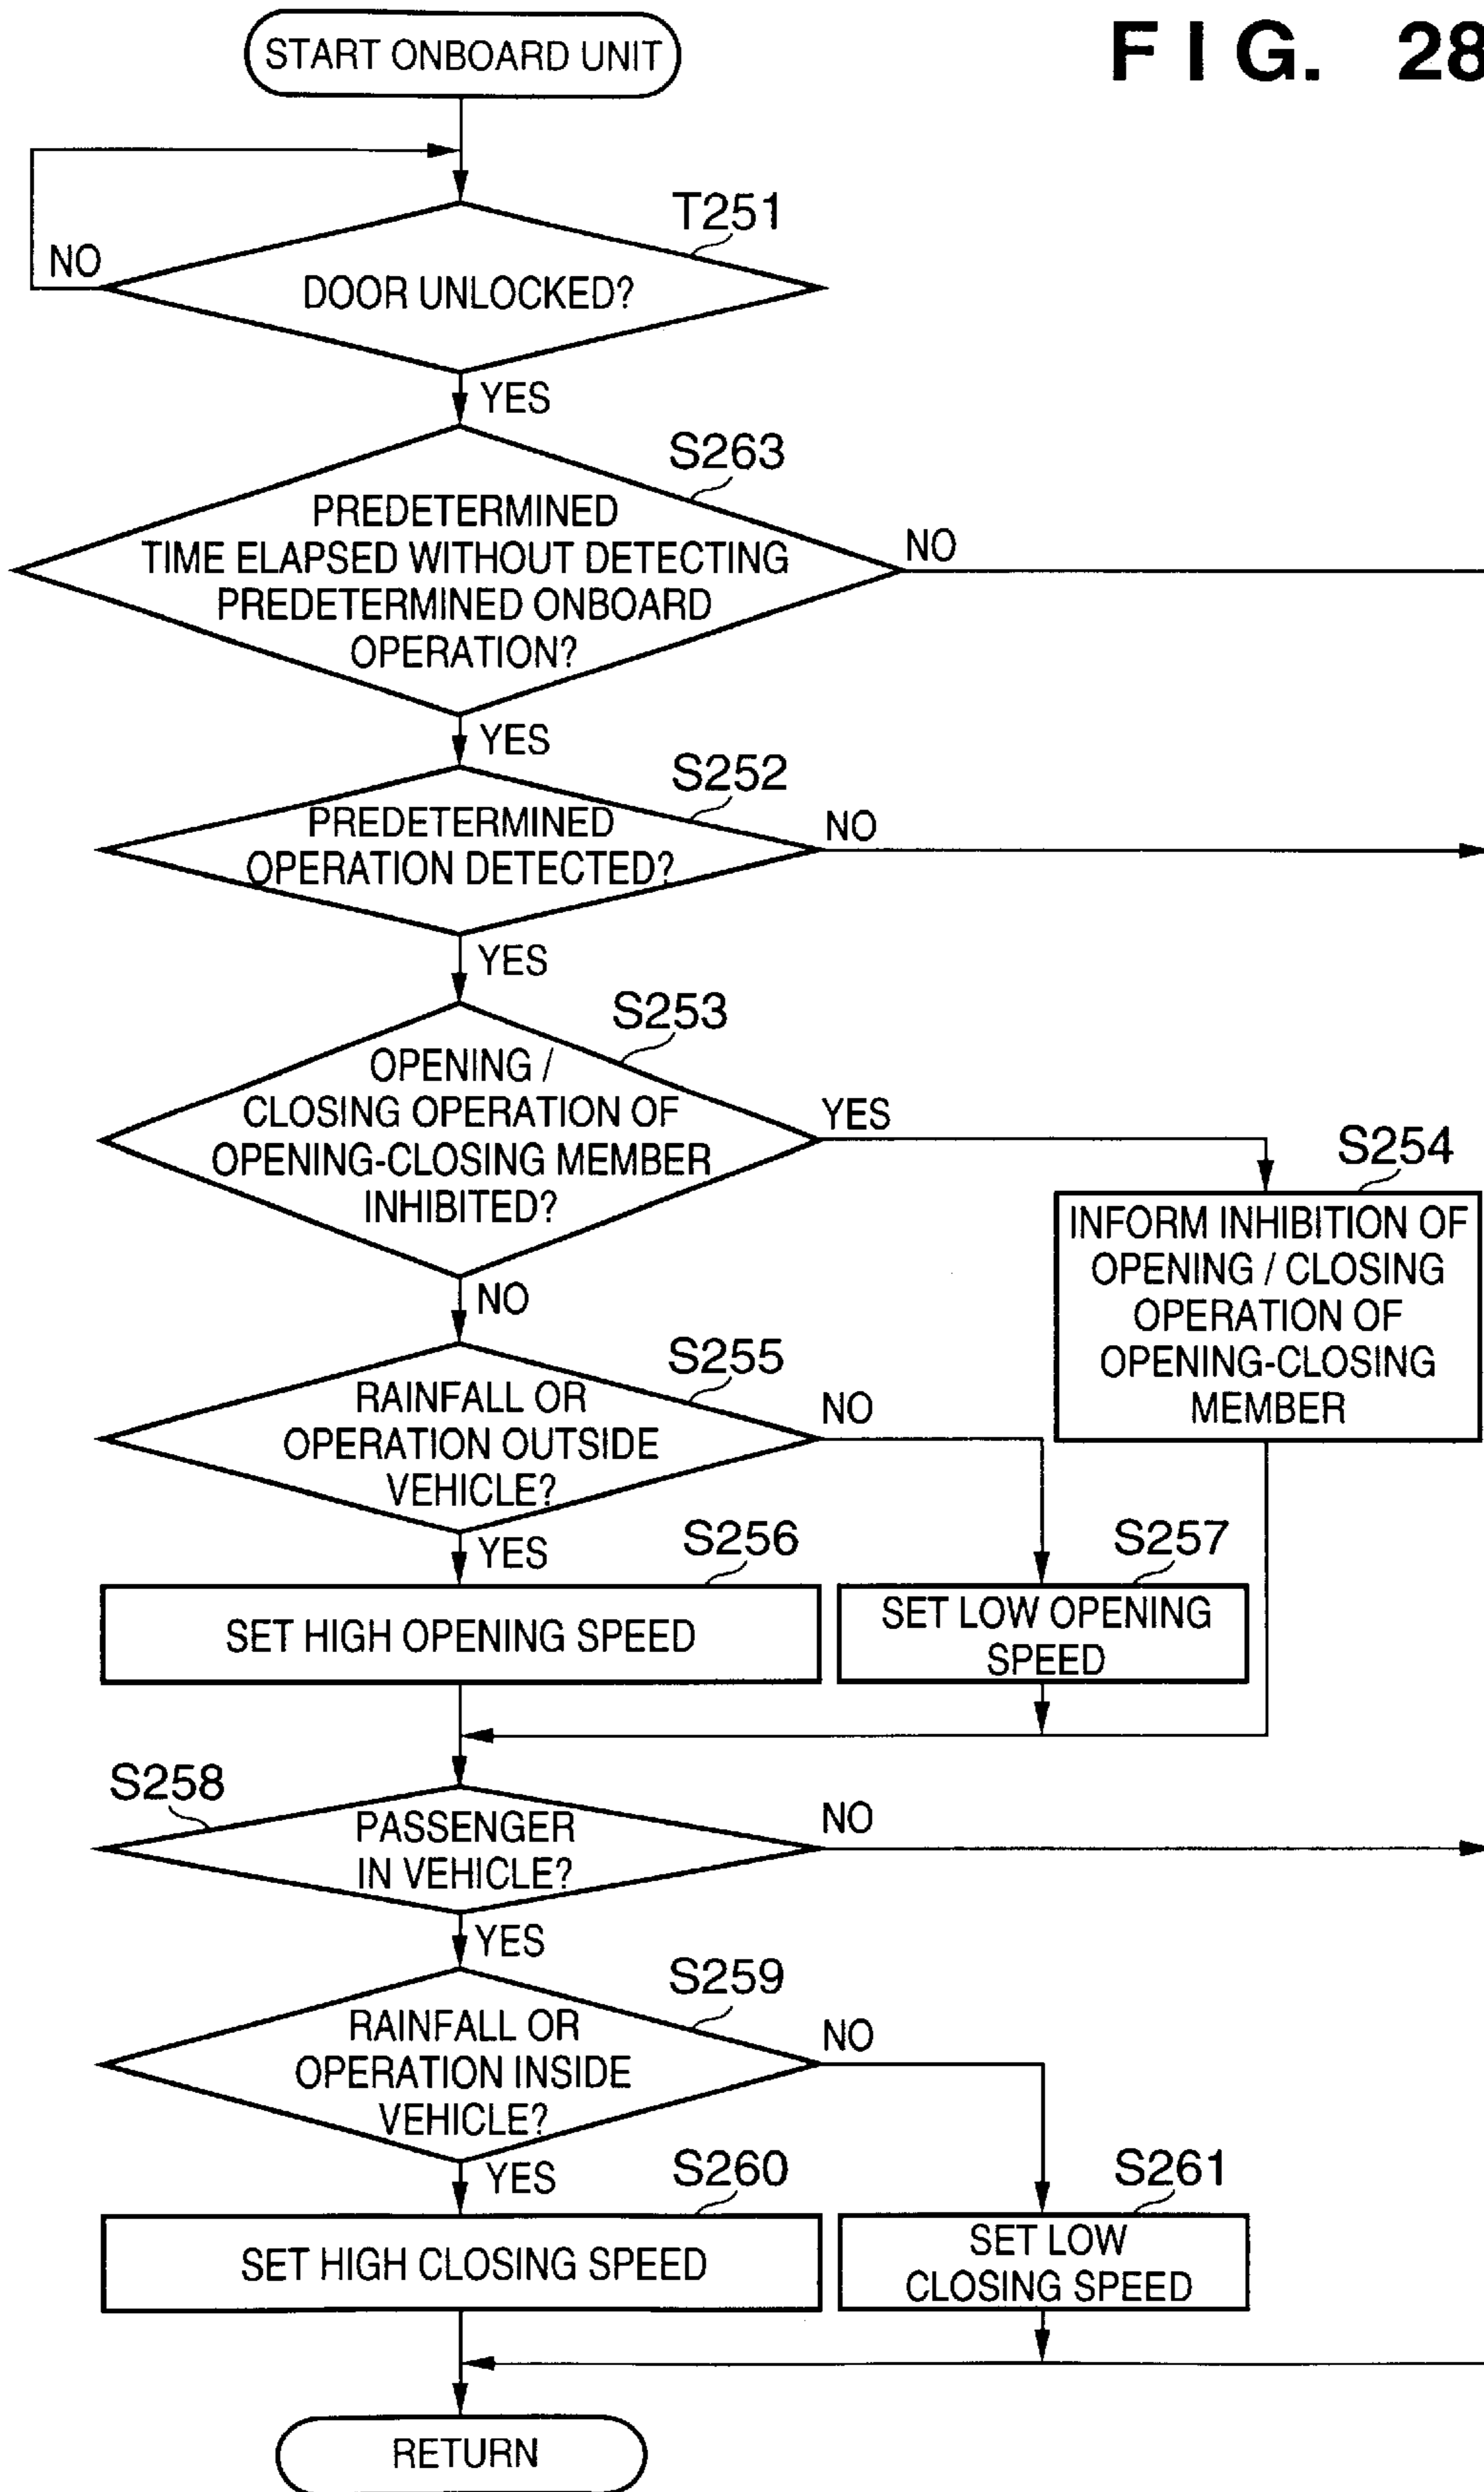 START ONBOARD UNIT
F I G. 28
T251
NO
DOOR UNLOCKED?
YES
S263
PREDETERMINED
TIME ELAPSED WITHOUT DETECTING
PREDETERMINED ONBOARD
OPERATION?
NO
YES
S252
PREDETERMINED
OPERATION DETECTED?
NO
YES
S253
OPENING /
CLOSING OPERATION OF
OPENING-CLOSING MEMBER
INHIBITED?
YES
S254
INFORM INHIBITION OF
OPENING / CLOSING
OPERATION OF
OPENING-CLOSING
MEMBER
NO
S255
RAINFALL OR
OPERATION OUTSIDE
VEHICLE?
NO
YES
S256
SET HIGH OPENING SPEED
S257
SET LOW OPENING
SPEED
S258
PASSENGER
IN VEHICLE?
NO
YES
S259
RAINFALL OR
OPERATION INSIDE
VEHICLE?
NO
YES
S260
SET HIGH CLOSING SPEED
S261
SET LOW
CLOSING SPEED
RETURN